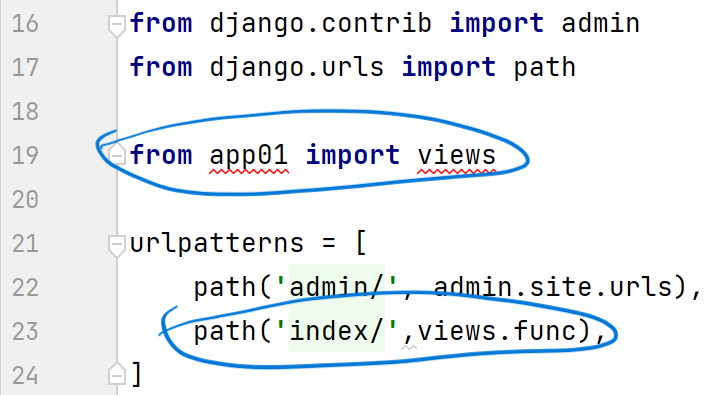 16 from django.contrib import admin
17 from django.urls import path
18
19 from app01 import views
20
21 urlpatterns = [
22     path('admin/', admin.site.urls),
23     path('index/',views.func),
24 ]